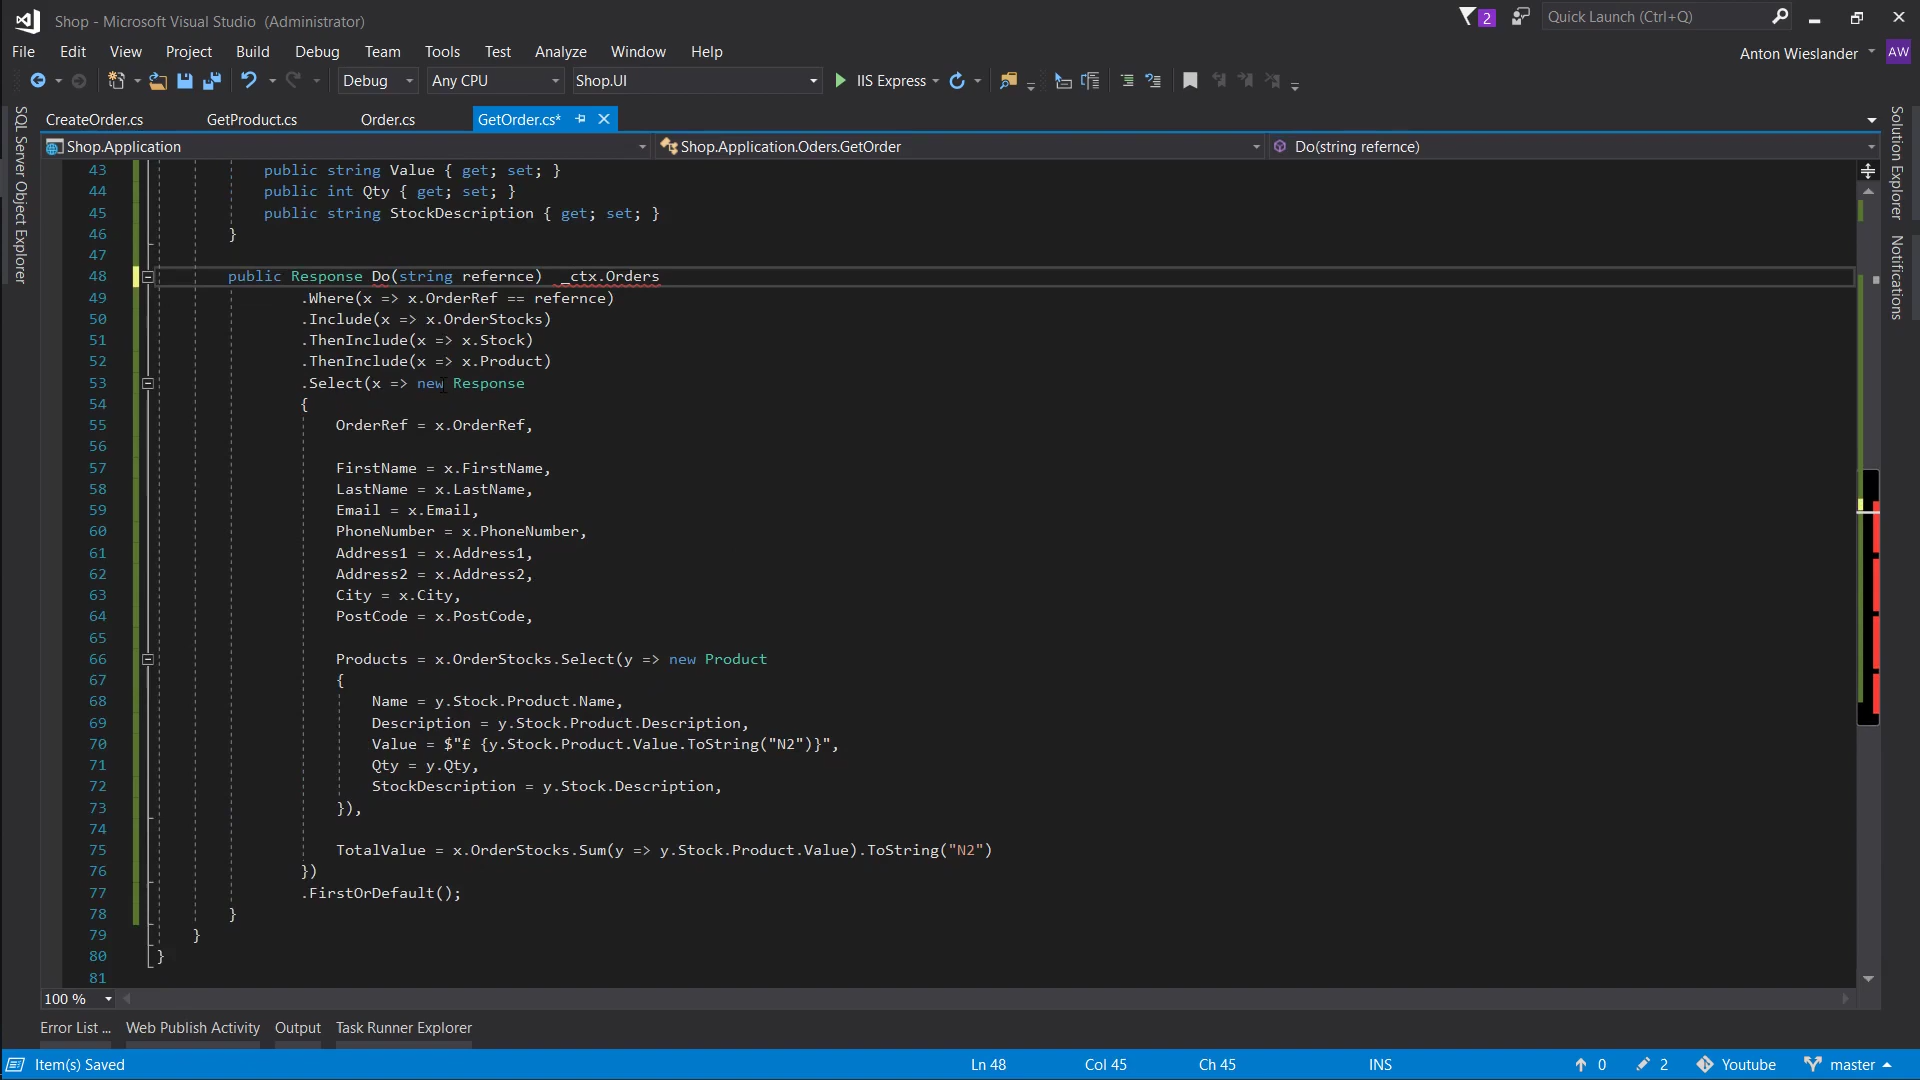 Shop - Microsoft Visual Studio (Administrator)
2
Quick Launch (Ctrl+Q)
File Edit View Project Build Debug Team Tools Test Analyze Window Help
Anton Wieslander AW
Debug Any CPU Shop.UI IIS Express
CreateOrder.cs GetProduct.cs Order.cs GetOrder.cs*
Shop.Application Shop.Application.Oders.GetOrder Do(string refernce)
SQL Server Object Explorer
Solution Explorer
Notifications
43 public string Value { get; set; }
44 public int Qty { get; set; }
45 public string StockDescription { get; set; }
46 }
47
48 public Response Do(string refernce) _ctx.Orders
49 .Where(x => x.OrderRef == refernce)
50 .Include(x => x.OrderStocks)
51 .ThenInclude(x => x.Stock)
52 .ThenInclude(x => x.Product)
53 .Select(x => new Response
54 {
55 OrderRef = x.OrderRef,
56
57 FirstName = x.FirstName,
58 LastName = x.LastName,
59 Email = x.Email,
60 PhoneNumber = x.PhoneNumber,
61 Address1 = x.Address1,
62 Address2 = x.Address2,
63 City = x.City,
64 PostCode = x.PostCode,
65
66 Products = x.OrderStocks.Select(y => new Product
67 {
68 Name = y.Stock.Product.Name,
69 Description = y.Stock.Product.Description,
70 Value = $"£ {y.Stock.Product.Value.ToString("N2")}",
71 Qty = y.Qty,
72 StockDescription = y.Stock.Description,
73 }),
74
75 TotalValue = x.OrderStocks.Sum(y => y.Stock.Product.Value).ToString("N2")
76 })
77 .FirstOrDefault();
78 }
79 }
80 }
81
100 %
Error List ... Web Publish Activity Output Task Runner Explorer
Item(s) Saved Ln 48 Col 45 Ch 45 INS 0 2 Youtube master